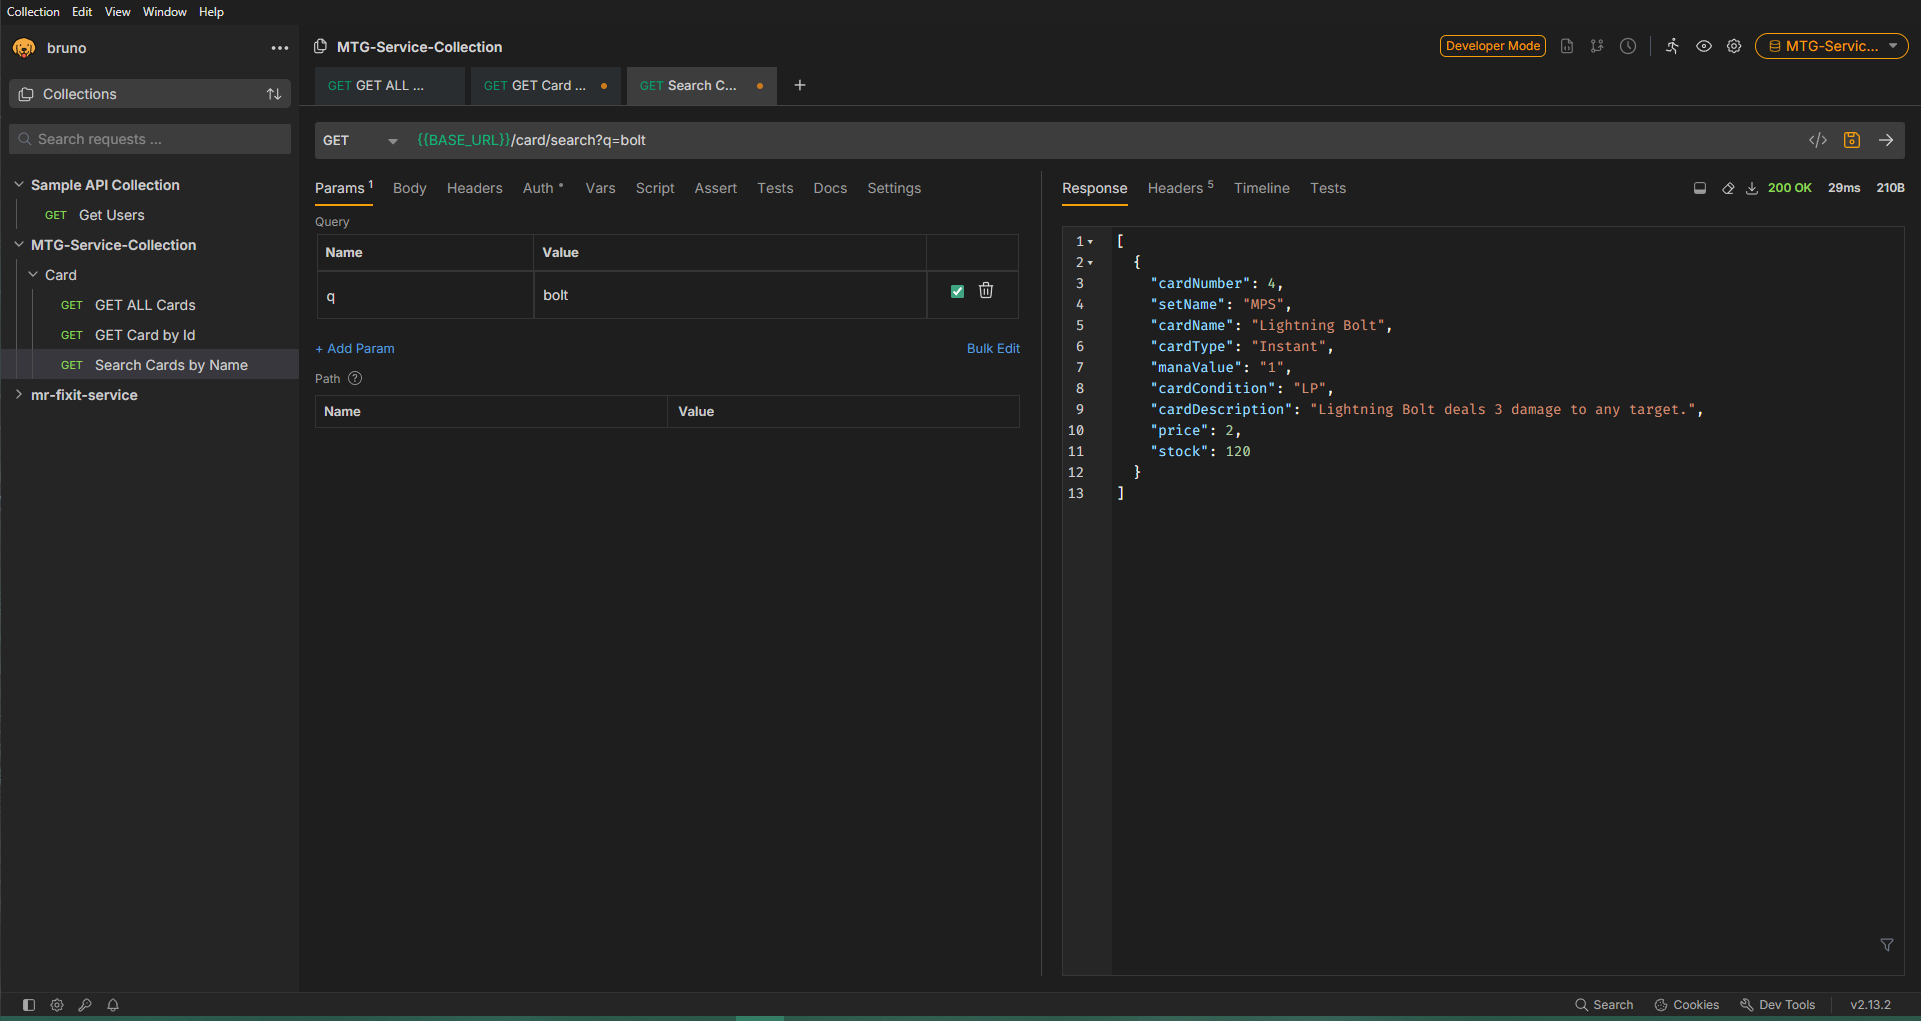 Collection Edit View Window Help
bruno
Collections
Search requests ...
Sample API Collection
GET Get Users
MTG-Service-Collection
Card
GET GET ALL Cards
GET GET Card by Id
GET Search Cards by Name
mr-fixit-service
MTG-Service-Collection
Developer Mode
MTG-Servic...
GET GET ALL ...
GET GET Card ...
GET Search C...
GET {{BASE_URL}}/card/search?q=bolt
Params 1 Body Headers Auth Vars Script Assert Tests Docs Settings
Query
Name Value
q bolt
+ Add Param Bulk Edit
Path ?
Name Value
Response Headers 5 Timeline Tests 200 OK 29ms 210B
1 [
2 {
3 "cardNumber": 4,
4 "setName": "MPS",
5 "cardName": "Lightning Bolt",
6 "cardType": "Instant",
7 "manaValue": "1",
8 "cardCondition": "LP",
9 "cardDescription": "Lightning Bolt deals 3 damage to any target.",
10 "price": 2,
11 "stock": 120
12 }
13 ]
Search Cookies Dev Tools v2.13.2